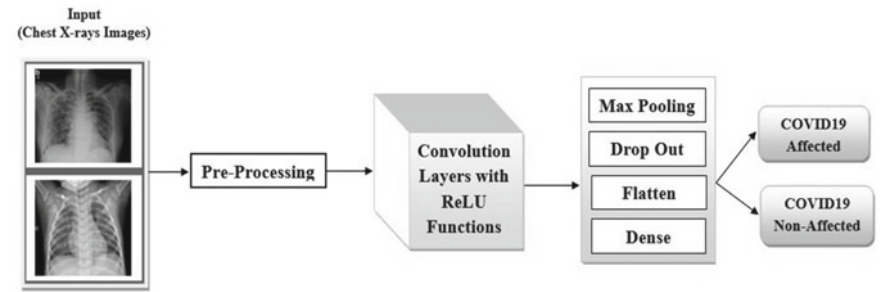 Input
(Chest X-rays Images)
Pre-Processing
Convolution
Layers with
ReLU
Functions
Max Pooling
Drop Out
Flatten
Dense
COVID19
Affected
COVID19
Non-Affected